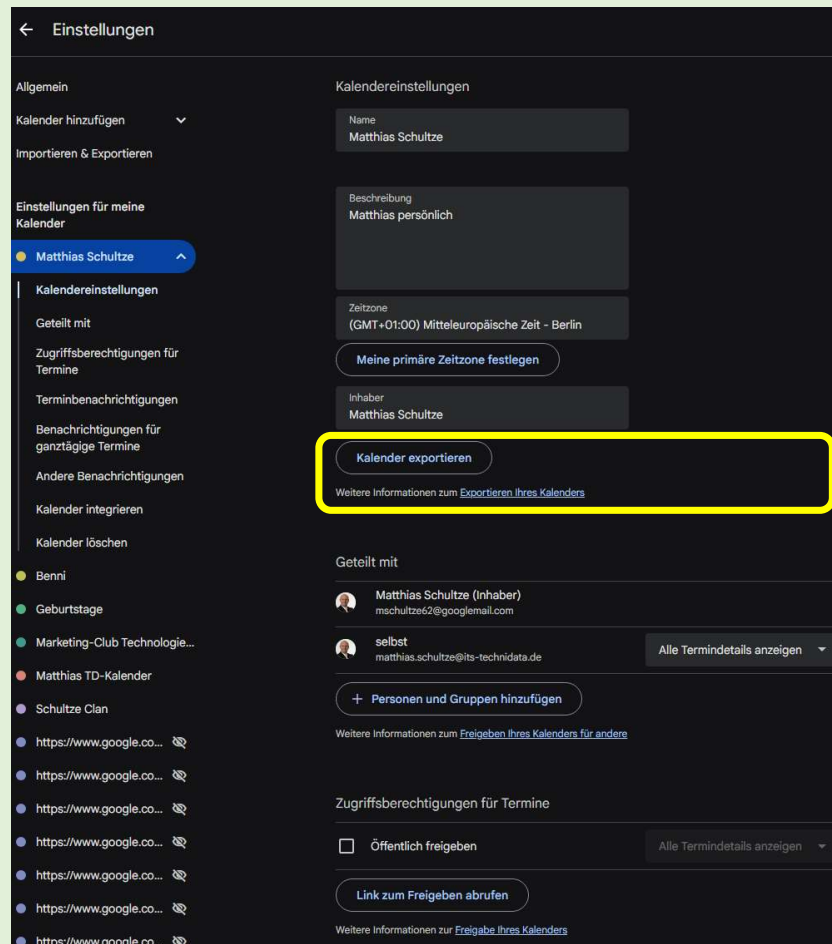 Einstellungen
Allgemein
Kalender hinzufügen
Importieren & Exportieren
Einstellungen für meine
Kalender
Matthias Schultze
Kalendereinstellungen
Geteilt mit
Zugriffsberechtigungen für
Termine
Terminbenachrichtigungen
Benachrichtigungen für
ganztägige Termine
Andere Benachrichtigungen
Kalender integrieren
Kalender löschen
Benni
Geburtstage
Marketing-Club Technologie...
Matthias TD-Kalender
Schultze Clan
https://www.google.co...
https://www.google.co...
https://www.google.co...
https://www.google.co...
https://www.google.co...
https://www.google.co...
https://www.google.co...
Kalendereinstellungen
Name
Matthias Schultze
Beschreibung
Matthias persönlich
Zeitzone
(GMT+01:00) Mitteleuropäische Zeit - Berlin
Meine primäre Zeitzone festlegen
Inhaber
Matthias Schultze
Kalender exportieren
Weitere Informationen zum Exportieren Ihres Kalenders
Geteilt mit
Matthias Schultze (Inhaber)
mschultze62@googlemail.com
selbst
matthias.schultze@its-technidata.de
Alle Termindetails anzeigen
+ Personen und Gruppen hinzufügen
Weitere Informationen zum Freigeben Ihres Kalenders für andere
Zugriffsberechtigungen für Termine
Öffentlich freigeben
Alle Termindetails anzeigen
Link zum Freigeben abrufen
Weitere Informationen zur Freigabe Ihres Kalenders